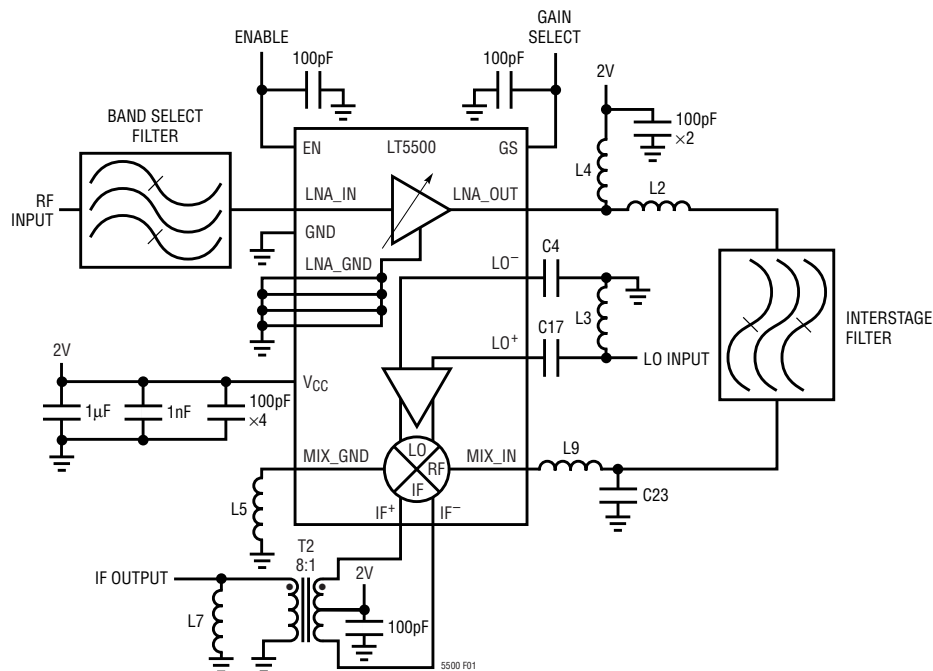 ENABLE
100pF
GAIN
SELECT
100pF
2V
100pF
×2
BAND SELECT
FILTER
EN
LT5500
GS
L4
RF
INPUT
LNA_IN
LNA_OUT
L2
GND
LNA_GND
LO⁻
C4
L3
INTERSTAGE
FILTER
LO⁺
C17
LO INPUT
2V
VCC
1µF
1nF
100pF
×4
MIX_GND
LO
RF
IF
MIX_IN
L9
C23
L5
IF⁺
IF⁻
T2
8:1
2V
IF OUTPUT
L7
100pF
5500 F01